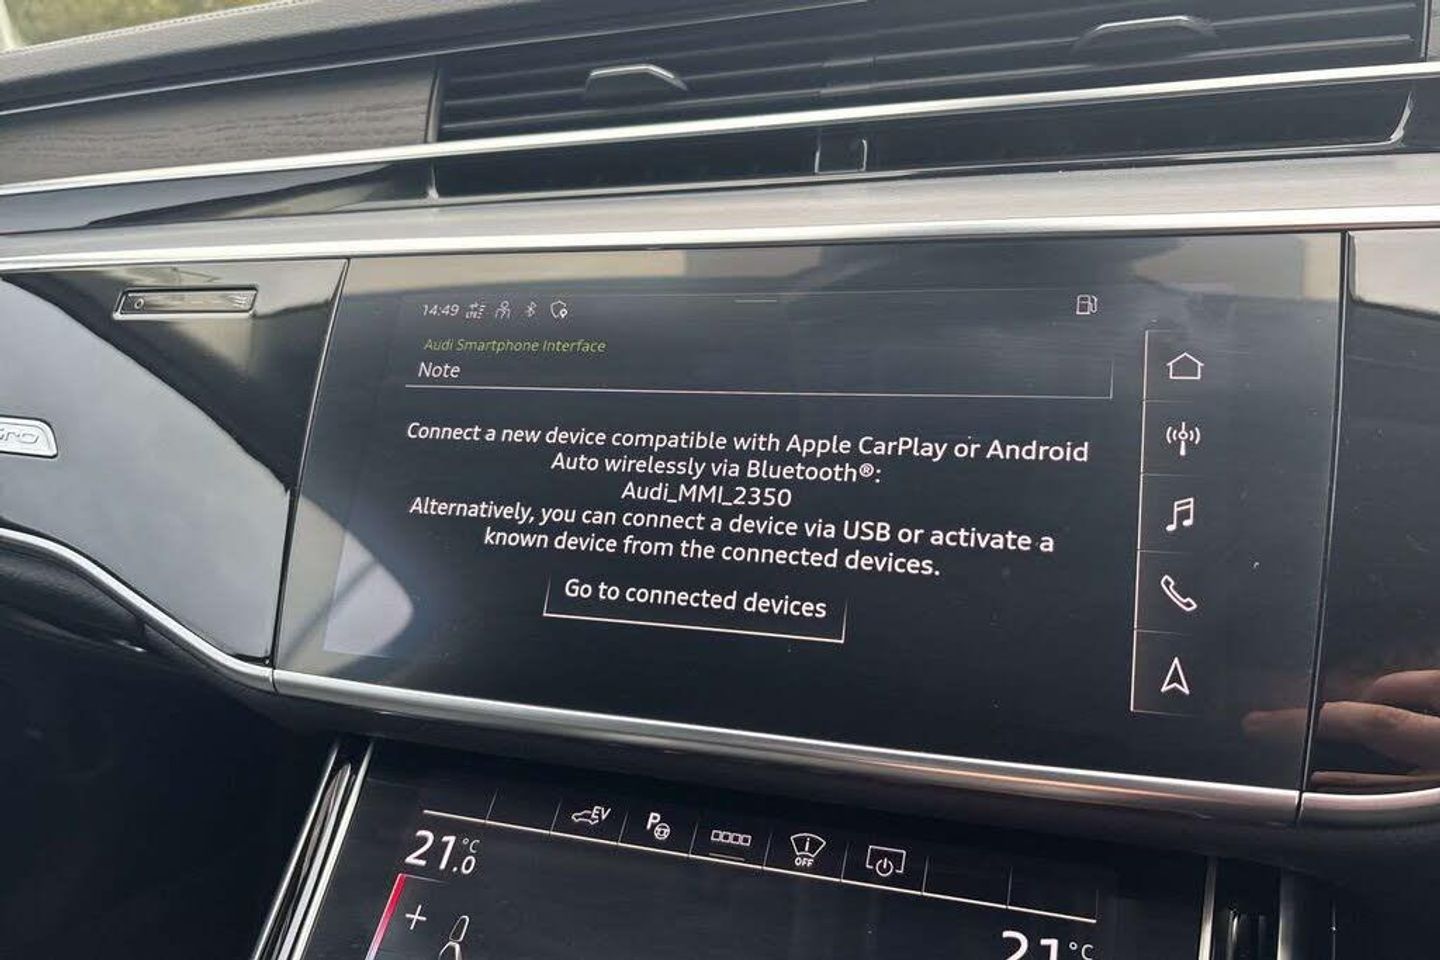 14:49 LTE
Audi Smartphone Interface
Note
Connect a new device compatible with Apple CarPlay or Android
Auto wirelessly via Bluetooth®:
Audi_MMI_2350
Alternatively, you can connect a device via USB or activate a
known device from the connected devices.
Go to connected devices
EV
P
OFF
21.0 °C
21 °C